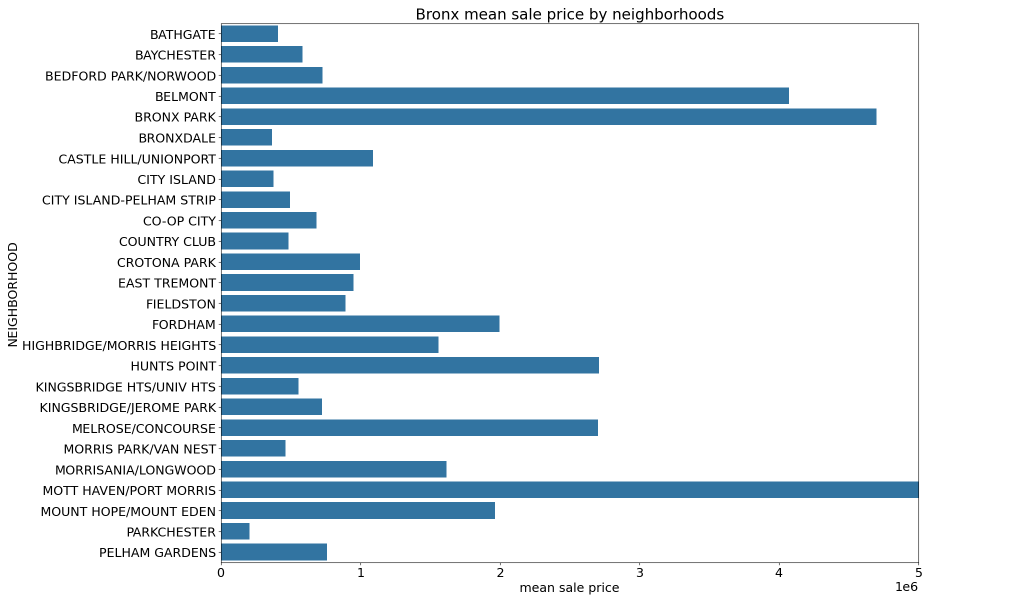 Bronx mean sale price by neighborhoods
NEIGHBORHOOD
BATHGATE
BAYCHESTER
BEDFORD PARK/NORWOOD
BELMONT
BRONX PARK
BRONXDALE
CASTLE HILL/UNIONPORT
CITY ISLAND
CITY ISLAND-PELHAM STRIP
CO-OP CITY
COUNTRY CLUB
CROTONA PARK
EAST TREMONT
FIELDSTON
FORDHAM
HIGHBRIDGE/MORRIS HEIGHTS
HUNTS POINT
KINGSBRIDGE HTS/UNIV HTS
KINGSBRIDGE/JEROME PARK
MELROSE/CONCOURSE
MORRIS PARK/VAN NEST
MORRISANIA/LONGWOOD
MOTT HAVEN/PORT MORRIS
MOUNT HOPE/MOUNT EDEN
PARKCHESTER
PELHAM GARDENS
0 1 2 3 4 5
1e6
mean sale price